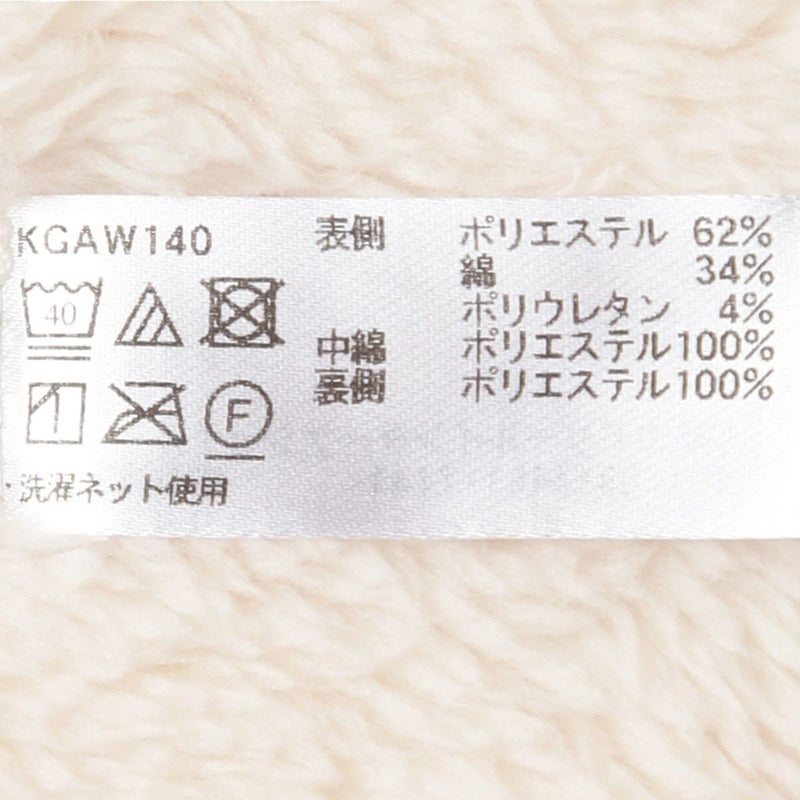 KGAW140
40
F
・洗濯ネット使用
表側 ポリエステル 62%
綿 34%
ポリウレタン 4%
中綿 ポリエステル100%
裏側 ポリエステル100%